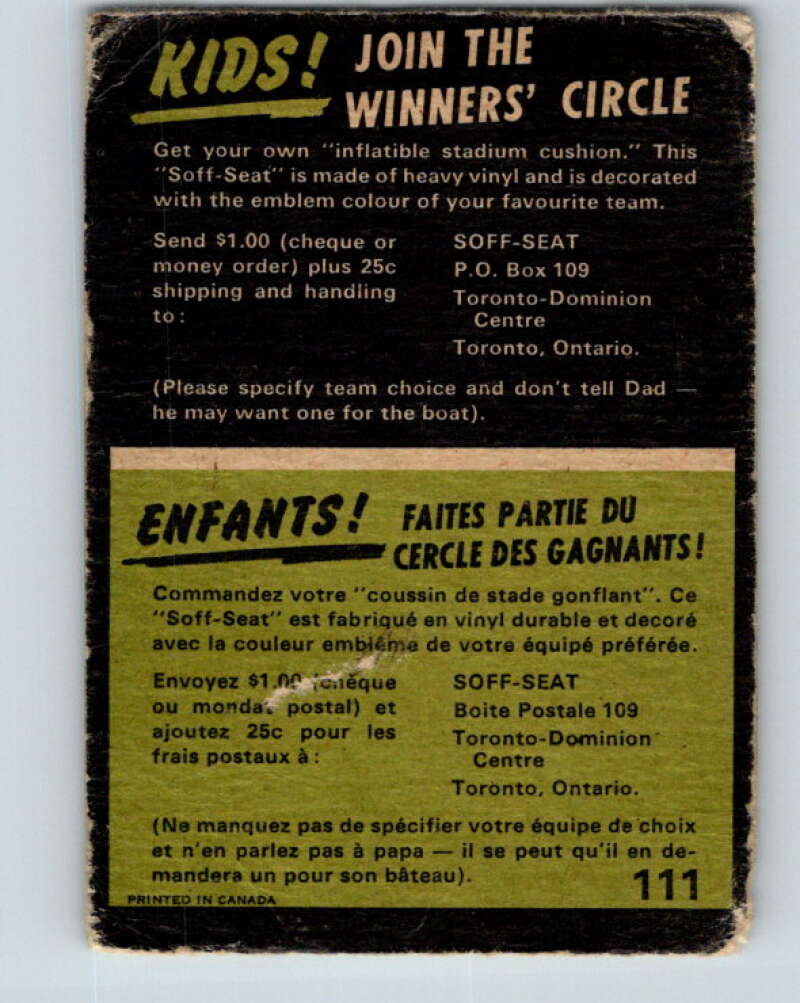 KIDS! JOIN THE
WINNERS' CIRCLE
Get your own "inflatible stadium cushion." This
"Soff-Seat" is made of heavy vinyl and is decorated
with the emblem colour of your favourite team.
Send $1.00 (cheque or
money order) plus 25c
shipping and handling
to:
SOFF-SEAT
P.O. Box 109
Toronto-Dominion
Centre
Toronto, Ontario.
(Please specify team choice and don't tell Dad —
he may want one for the boat).
ENFANTS! FAITES PARTIE DU
CERCLE DES GAGNANTS!
Commandez votre "coussin de stade gonflant". Ce
"Soff-Seat" est fabriqué en vinyl durable et decoré
avec la couleur embléme de votre équipé préférée.
Envoyez $1.00 (chèque
ou mondat postal) et
ajoutez 25c pour les
frais postaux à:
SOFF-SEAT
Boite Postale 109
Toronto-Dominion
Centre
Toronto, Ontario.
(Ne manquez pas de spécifier votre équipe de choix
et n'en parlez pas à papa — il se peut qu'il en de-
mandera un pour son bâteau).
PRINTED IN CANADA
111